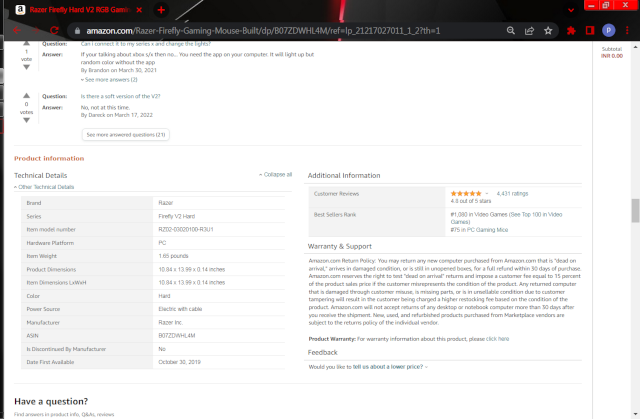 Razer Firefly Hard V2 RGB Gami
amazon.com/Razer-Firefly-Gaming-Mouse-Built/dp/B07ZDWHL4M/ref=lp_21217027011_1_2?th=1
Subtotal
INR 0.00
1
vote
Question: Can I connect it to my series x and change the lights?
Answer: If your talking about xbox s/x then no... You need the app on your computer. It will light up but
random color without the app
By Brandon on March 30, 2021
See more answers (2)
0
votes
Question: Is there a soft version of the V2?
Answer: No, not at this time.
By Dareck on March 17, 2022
See more answered questions (21)
Product information
Technical Details
Collapse all
Other Technical Details
Brand Razer
Series Firefly V2 Hard
Item model number RZ02-03020100-R3U1
Hardware Platform PC
Item Weight 1.65 pounds
Product Dimensions 10.04 x 13.99 x 0.14 inches
Item Dimensions LxWxH 10.04 x 13.99 x 0.14 inches
Color Hard
Power Source Electric with cable
Manufacturer Razer Inc.
ASIN B07ZDWHL4M
Is Discontinued By Manufacturer No
Date First Available October 30, 2019
Additional Information
Customer Reviews 4,431 ratings
4.6 out of 5 stars
Best Sellers Rank #1,080 in Video Games (See Top 100 in Video
Games)
#75 in PC Gaming Mice
Warranty & Support
Amazon.com Return Policy: You may return any new computer purchased from Amazon.com that is "dead on
arrival," arrives in damaged condition, or is still in unopened boxes, for a full refund within 30 days of purchase.
Amazon.com reserves the right to test "dead on arrival" returns and impose a customer fee equal to 15 percent
of the product sales price if the customer misrepresents the condition of the product. Any returned computer
that is damaged through customer misuse, is missing parts, or is in unsellable condition due to customer
tampering will result in the customer being charged a higher restocking fee based on the condition of the
product. Amazon.com will not accept returns of any desktop or notebook computer more than 30 days after
you receive the shipment. New, used, and refurbished products purchased from Marketplace vendors are
subject to the returns policy of the individual vendor.
Product Warranty: For warranty information about this product, please click here
Feedback
Would you like to tell us about a lower price?
Have a question?
Find answers in product info, Q&As, reviews